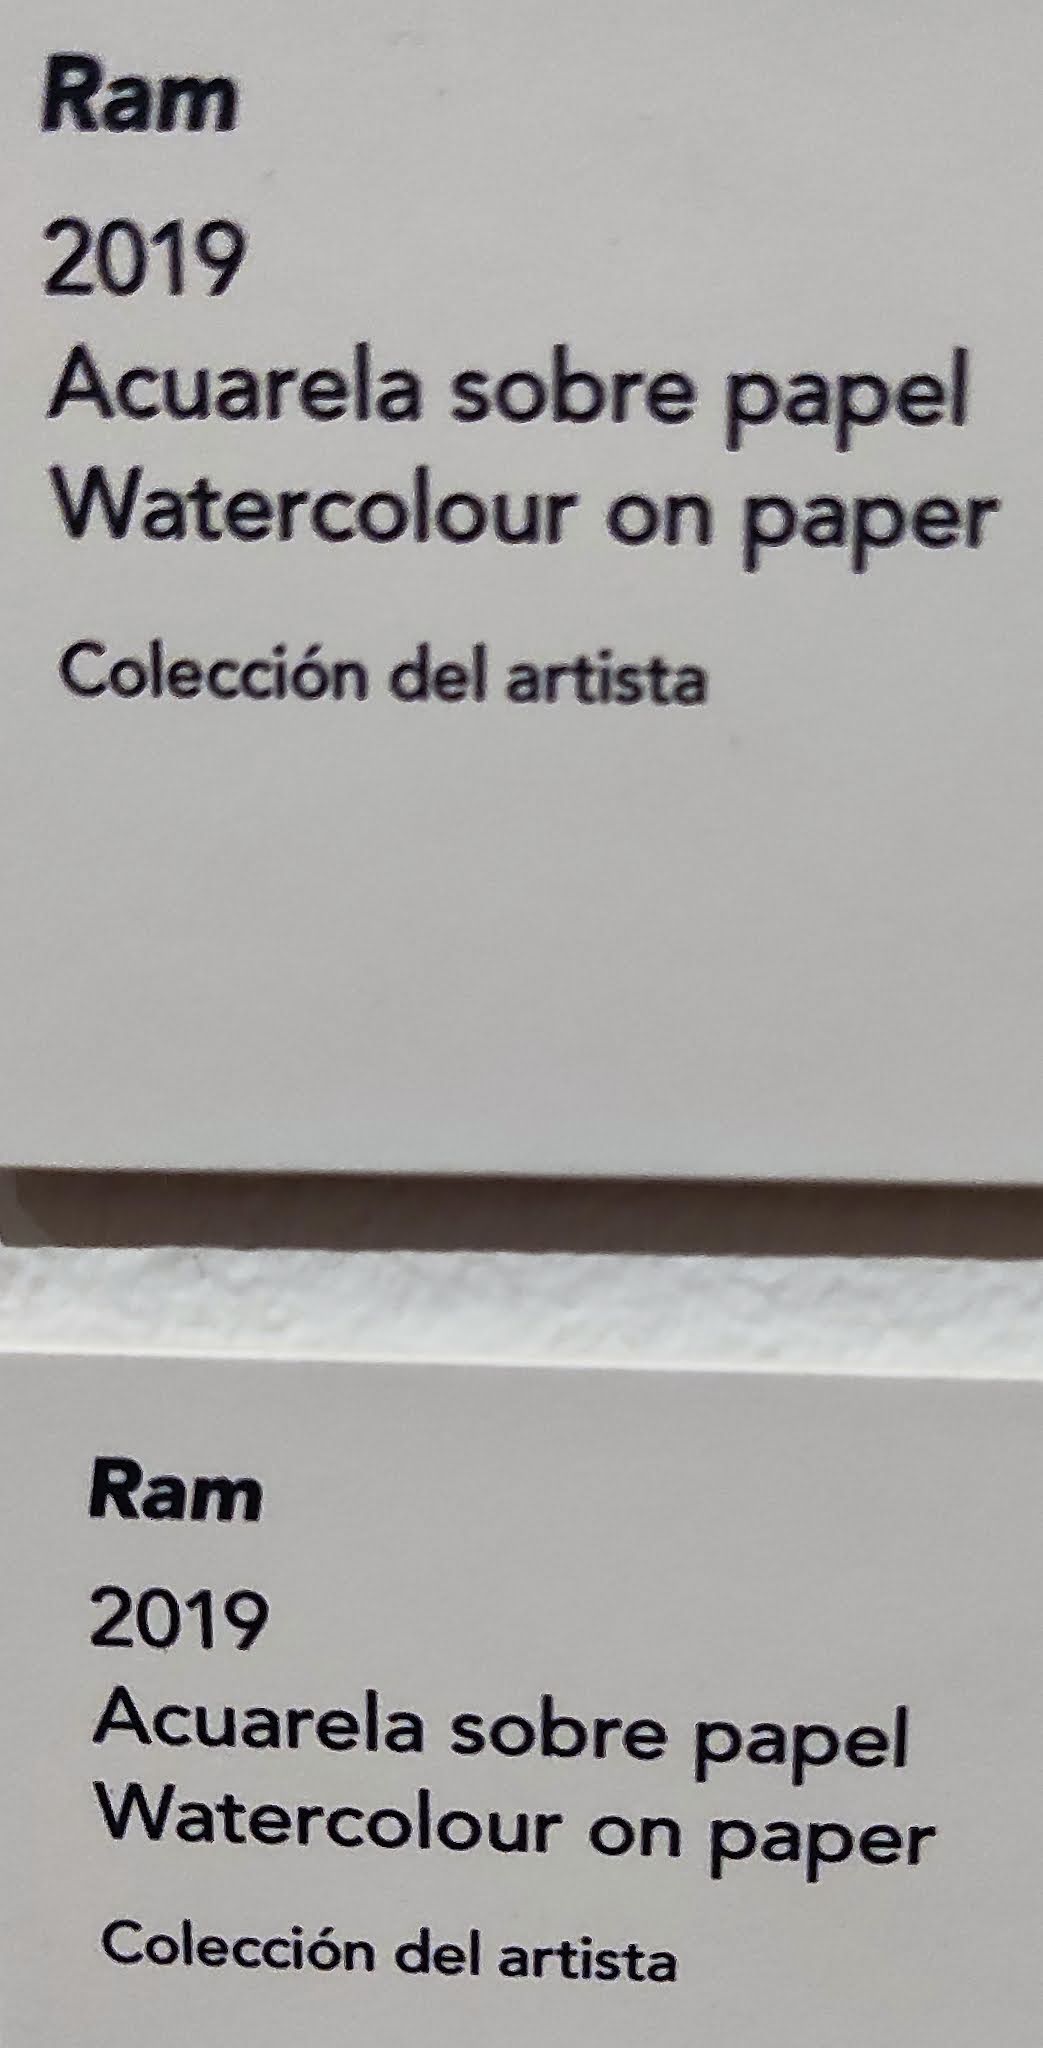 Ram
2019
Acuarela sobre papel
Watercolour on paper
Colección del artista
Ram
2019
Acuarela sobre papel
Watercolour on paper
Colección del artista